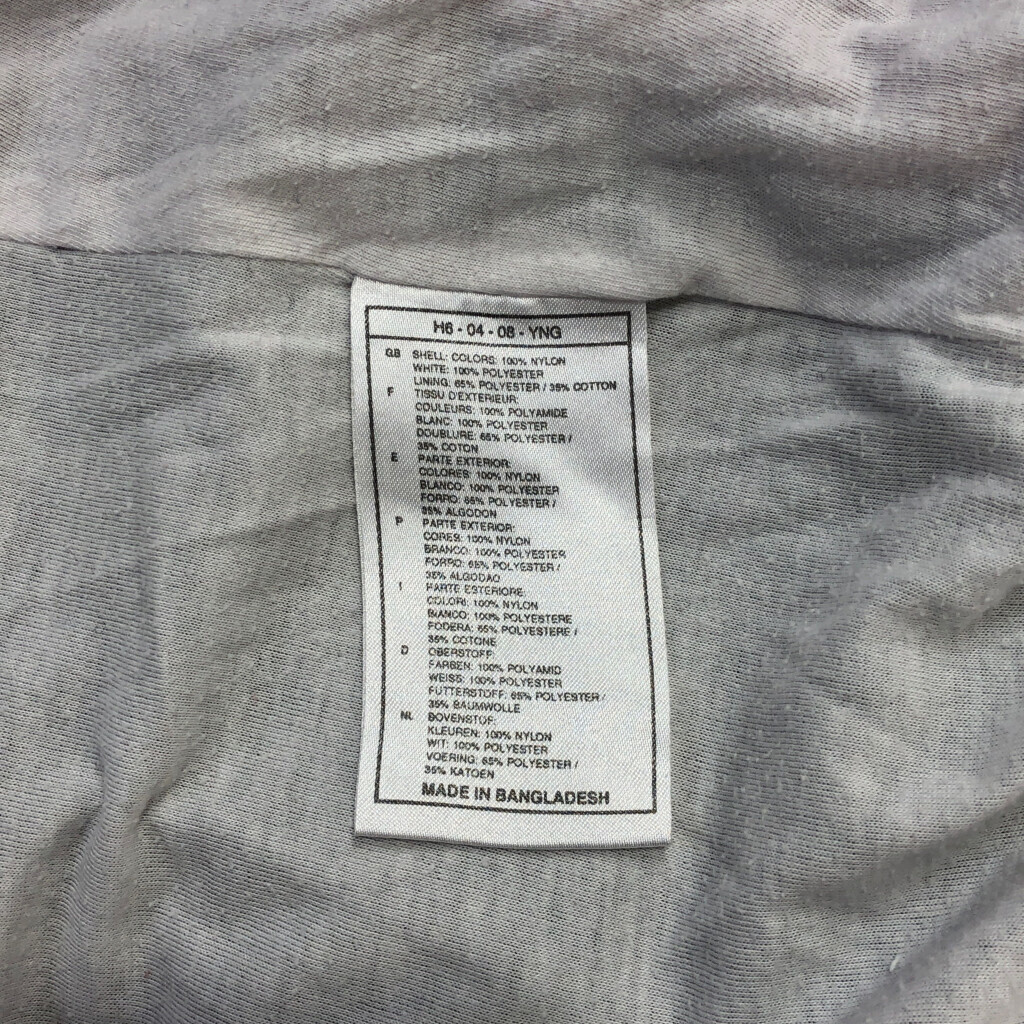 H6 - 04 - 08 - YNG
GB SHELL: COLORS: 100% NYLON
WHITE: 100% POLYESTER
LINING: 65% POLYESTER / 35% COTTON
F TISSU D'EXTERIEUR:
COULEURS: 100% POLYAMIDE
BLANC: 100% POLYESTER
DOUBLURE: 65% POLYESTER /
35% COTON
E PARTE EXTERIOR:
COLORES: 100% NYLON
BLANCO: 100% POLYESTER
FORRO: 65% POLYESTER /
35% ALGODON
P PARTE EXTERIOR:
CORES: 100% NYLON
BRANCO: 100% POLYESTER
FORRO: 65% POLYESTER /
35% ALGODAO
I PARTE ESTERIORE:
COLORI: 100% NYLON
BIANCO: 100% POLYESTERE
FODERA: 65% POLYESTERE /
35% COTONE
D OBERSTOFF:
FARBEN: 100% POLYAMID
WEISS: 100% POLYESTER
FUTTERSTOFF: 65% POLYESTER /
35% BAUMWOLLE
NL BOVENSTOF:
KLEUREN: 100% NYLON
WIT: 100% POLYESTER
VOERING: 65% POLYESTER /
35% KATOEN
MADE IN BANGLADESH